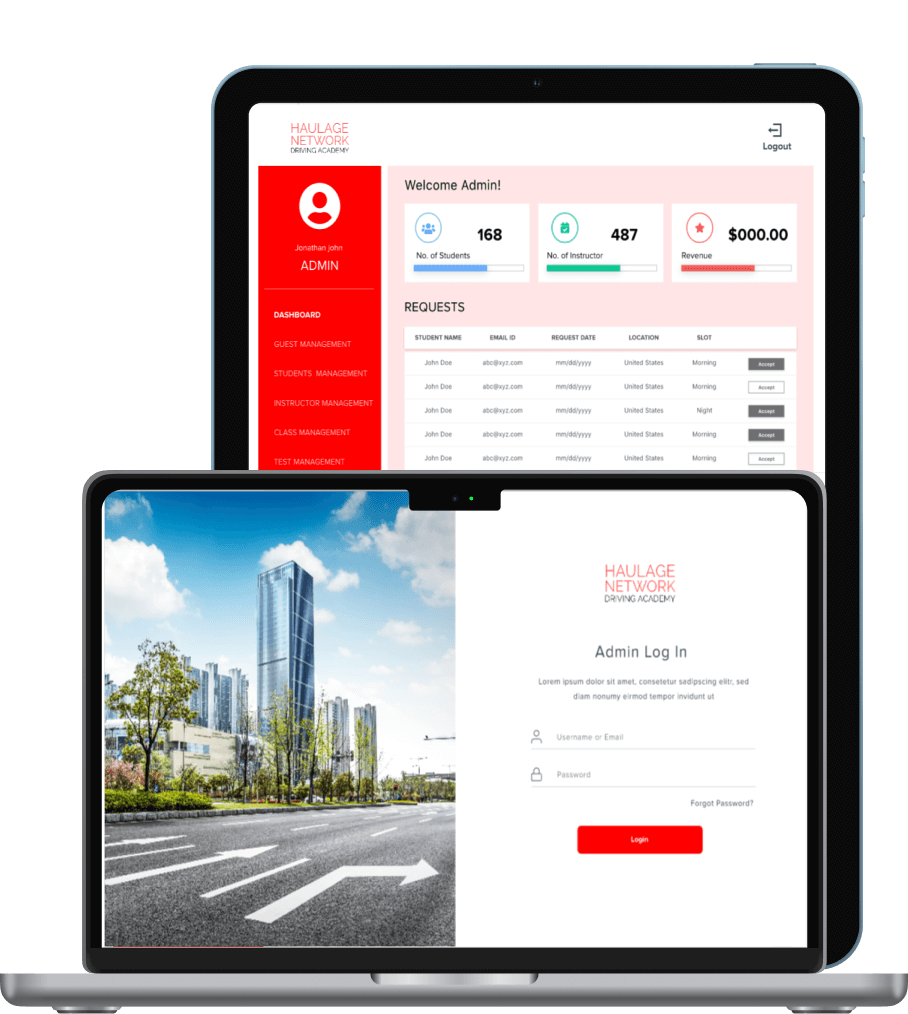 HAULAGE
NETWORK
DRIVING ACADEMY
Logout
Jonathan john
ADMIN
DASHBOARD
GUEST MANAGEMENT
STUDENTS MANAGEMENT
INSTRUCTOR MANAGEMENT
CLASS MANAGEMENT
TEST MANAGEMENT
Welcome Admin!
168
No. of Students
487
No. of Instructor
$000.00
Revenue
REQUESTS
STUDENT NAME EMAIL ID REQUEST DATE LOCATION SLOT
John Doe abc@xyz.com mm/dd/yyyy United States Morning Accept
John Doe abc@xyz.com mm/dd/yyyy United States Morning Accept
John Doe abc@xyz.com mm/dd/yyyy United States Night Accept
John Doe abc@xyz.com mm/dd/yyyy United States Morning Accept
John Doe abc@xyz.com mm/dd/yyyy United States Morning Accept
HAULAGE
NETWORK
DRIVING ACADEMY
Admin Log In
Lorem ipsum dolor sit amet, consetetur sadipscing elitr, sed
diam nonumy eirmod tempor invidunt ut
Username or Email
Password
Forgot Password?
Login